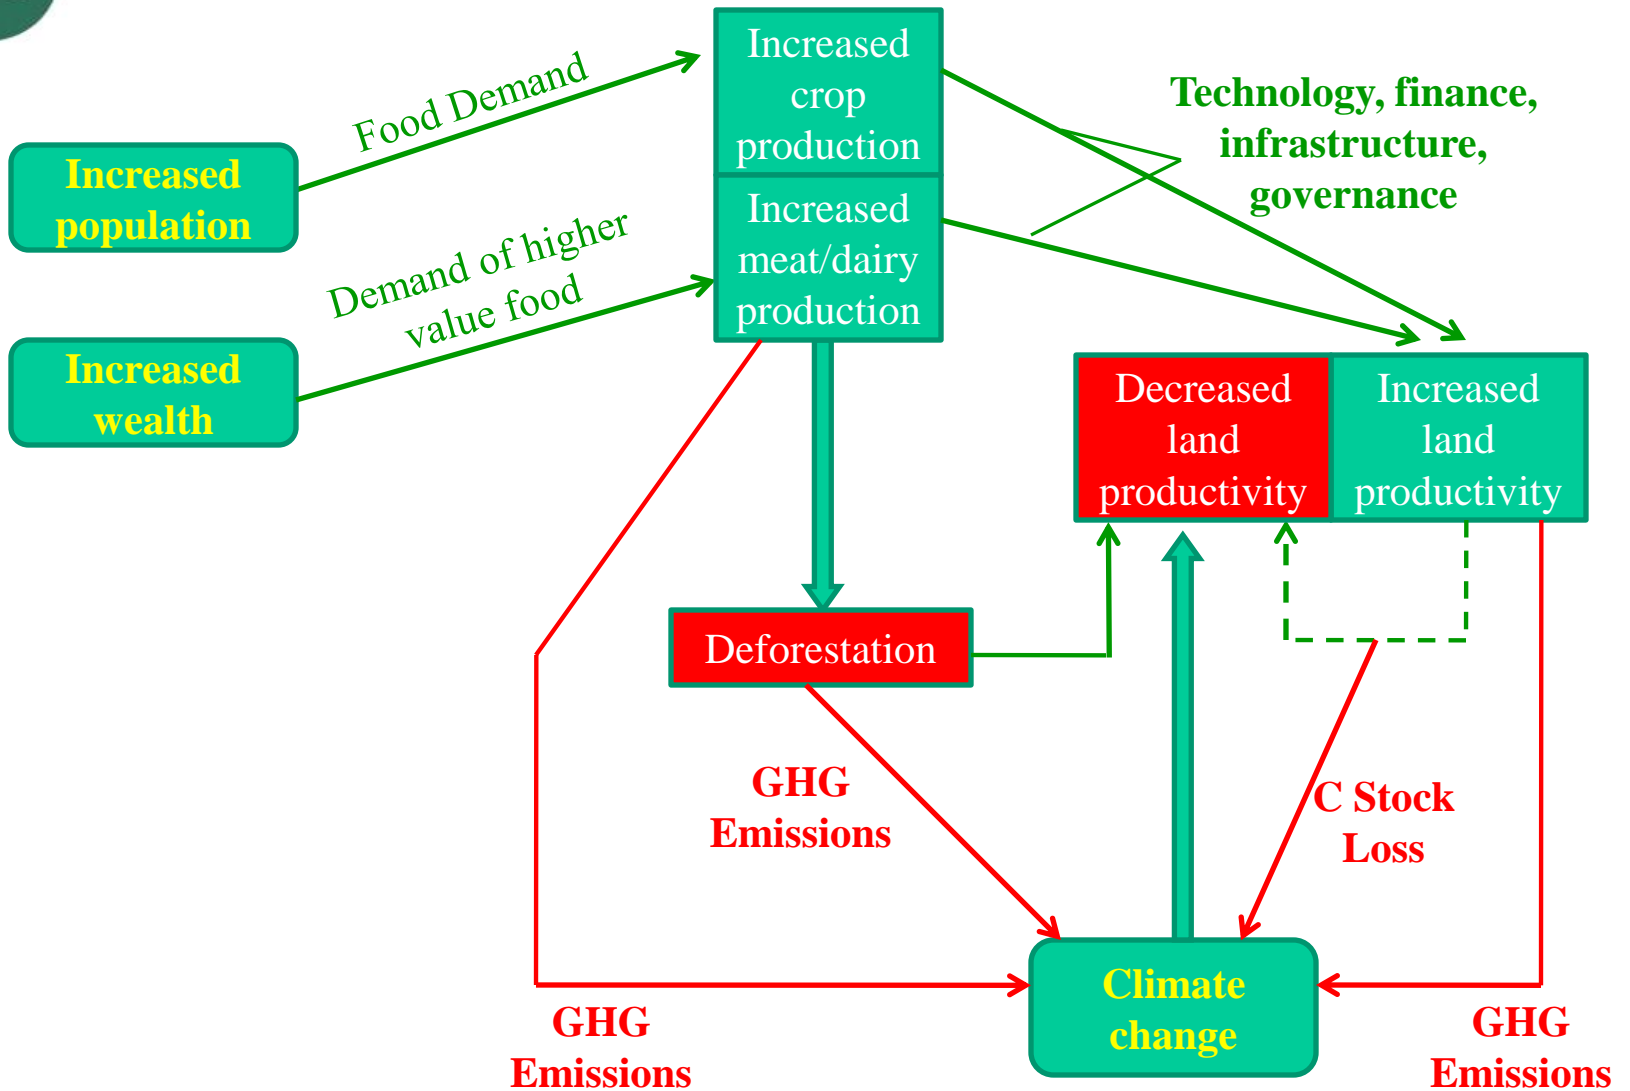 Increased
crop
production
Food Demand
Technology, finance,
infrastructure,
governance
Increased
population
Increased
meat/dairy
production
Demand of higher
value food
Increased
wealth
Decreased
land
productivity
Increased
land
productivity
Deforestation
GHG
Emissions
C Stock
Loss
Climate
change
GHG
Emissions
GHG
Emissions